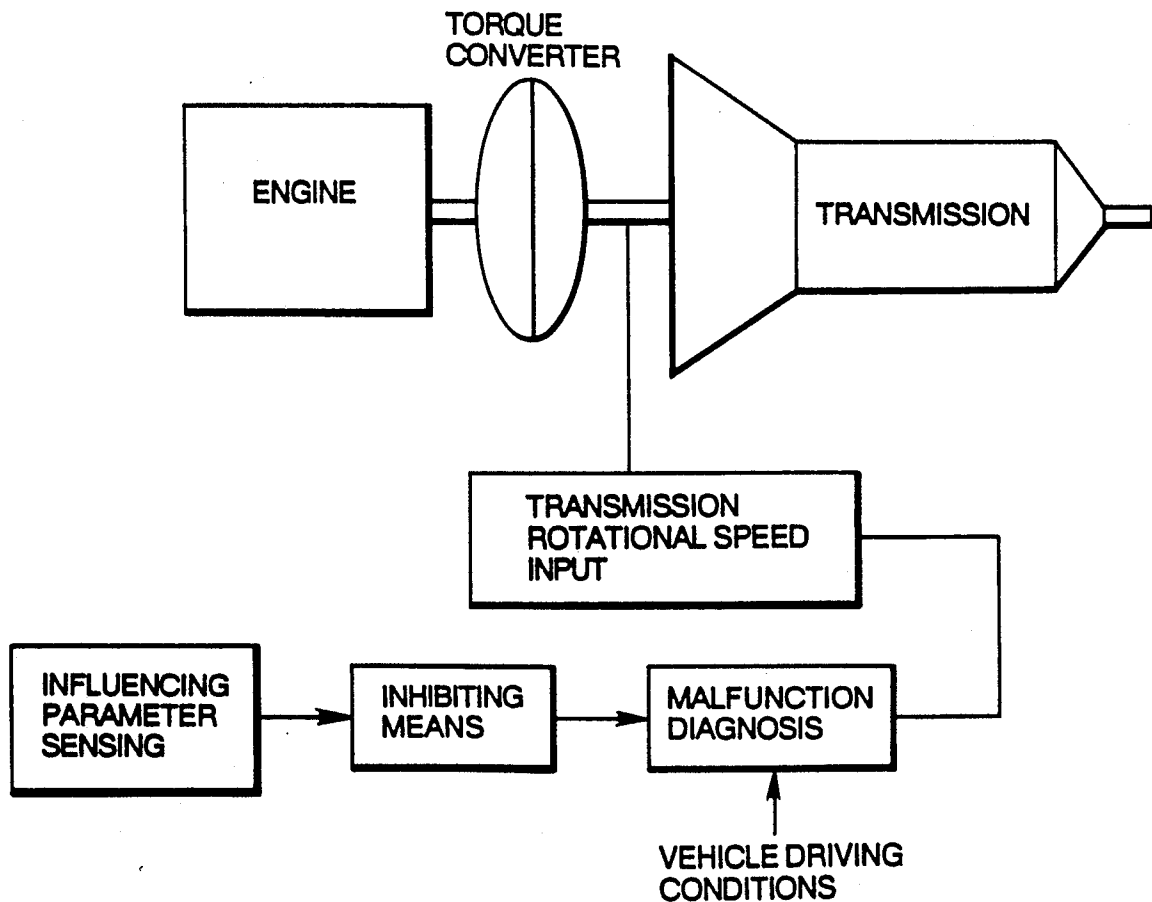 TORQUE
CONVERTER
ENGINE
TRANSMISSION
TRANSMISSION
ROTATIONAL SPEED
INPUT
INFLUENCING
PARAMETER
SENSING
INHIBITING
MEANS
MALFUNCTION
DIAGNOSIS
VEHICLE DRIVING
CONDITIONS